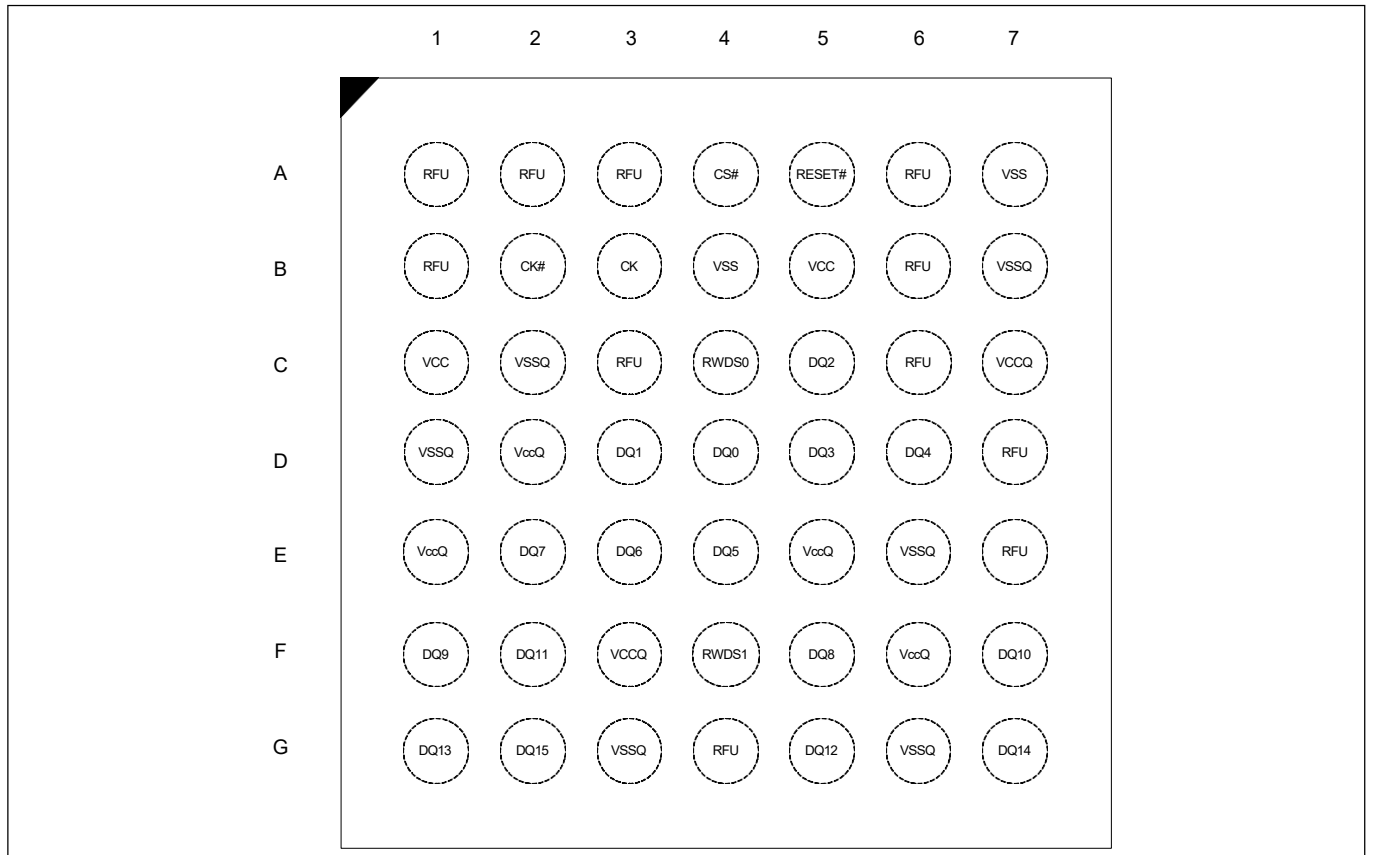 1 2 3 4 5 6 7
A RFU RFU RFU CS# RESET# RFU VSS
B RFU CK# CK VSS VCC RFU VSSQ
C VCC VSSQ RFU RWDS0 DQ2 RFU VCCQ
D VSSQ VccQ DQ1 DQ0 DQ3 DQ4 RFU
E VccQ DQ7 DQ6 DQ5 VccQ VSSQ RFU
F DQ9 DQ11 VCCQ RWDS1 DQ8 VccQ DQ10
G DQ13 DQ15 VSSQ RFU DQ12 VSSQ DQ14